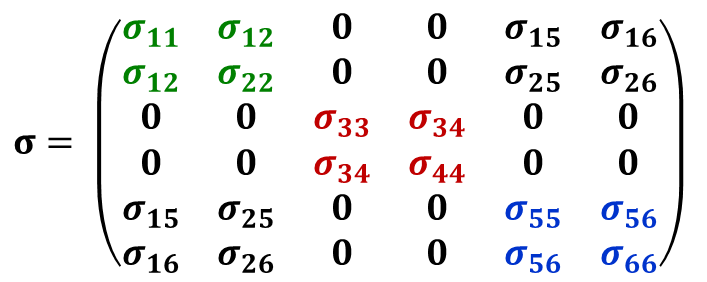 σ₁₁ σ₁₂ 0 0 σ₁₅ σ₁₆
σ₁₂ σ₂₂ 0 0 σ₂₅ σ₂₆
0 0 σ₃₃ σ₃₄ 0 0
σ = 0 0 σ₃₄ σ₄₄ 0 0
σ₁₅ σ₂₅ 0 0 σ₅₅ σ₅₆
σ₁₆ σ₂₆ 0 0 σ₅₆ σ₆₆